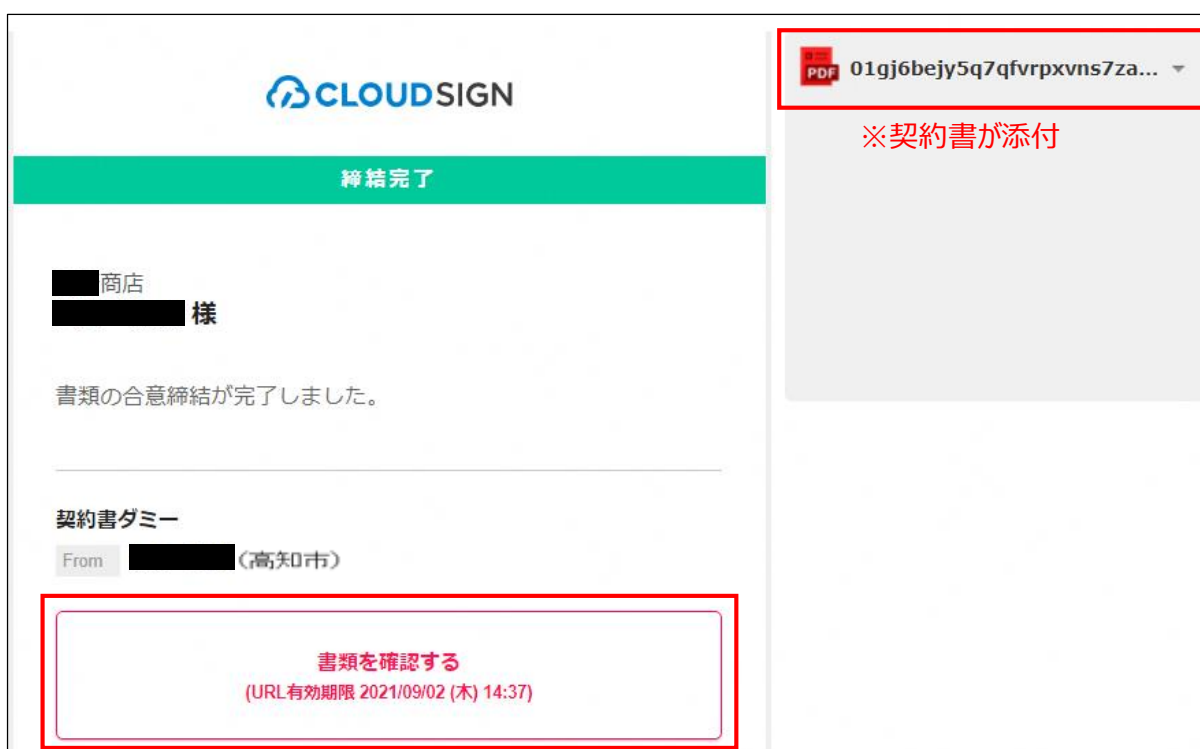 CLOUDSIGN
締結完了
商店
様
書類の合意締結が完了しました。
契約書ダミー
From (高知市)
書類を確認する
(URL有効期限 2021/09/02 (木) 14:37)
01gj6bejy5q7qfvrpxvns7za...
※契約書が添付